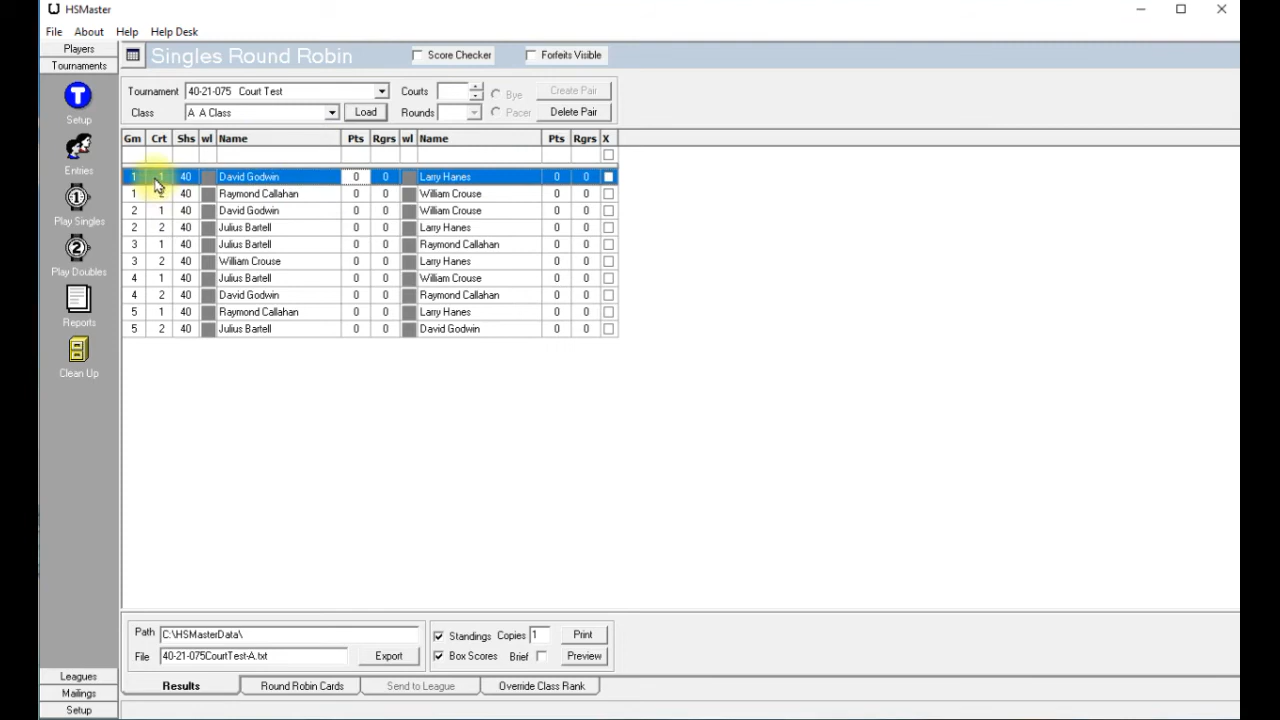 HSMaster
File About Help Help Desk
Players
Tournaments
Setup
Entries
Play Singles
Play Doubles
Reports
Clean Up
Leagues
Mailings
Setup
Singles Round Robin Score Checker Forfeits Visible
Tournament 40-21-075 Court Test Courts Bye Create Pair
Class A A Class Load Rounds Pacer Delete Pair
Gm Crt Shs wl Name Pts Rgrs wl Name Pts Rgrs X
1 1 40 David Godwin 0 0 Larry Hanes 0 0
1 2 40 Raymond Callahan 0 0 William Crouse 0 0
2 1 40 David Godwin 0 0 William Crouse 0 0
2 2 40 Julius Bartell 0 0 Larry Hanes 0 0
3 1 40 Julius Bartell 0 0 Raymond Callahan 0 0
3 2 40 William Crouse 0 0 Larry Hanes 0 0
4 1 40 Julius Bartell 0 0 William Crouse 0 0
4 2 40 David Godwin 0 0 Raymond Callahan 0 0
5 1 40 Raymond Callahan 0 0 Larry Hanes 0 0
5 2 40 Julius Bartell 0 0 David Godwin 0 0
Path C:\HSMasterData\ Standings Copies 1 Print
File 40-21-075CourtTest-A.txt Export Box Scores Brief Preview
Results Round Robin Cards Send to League Override Class Rank